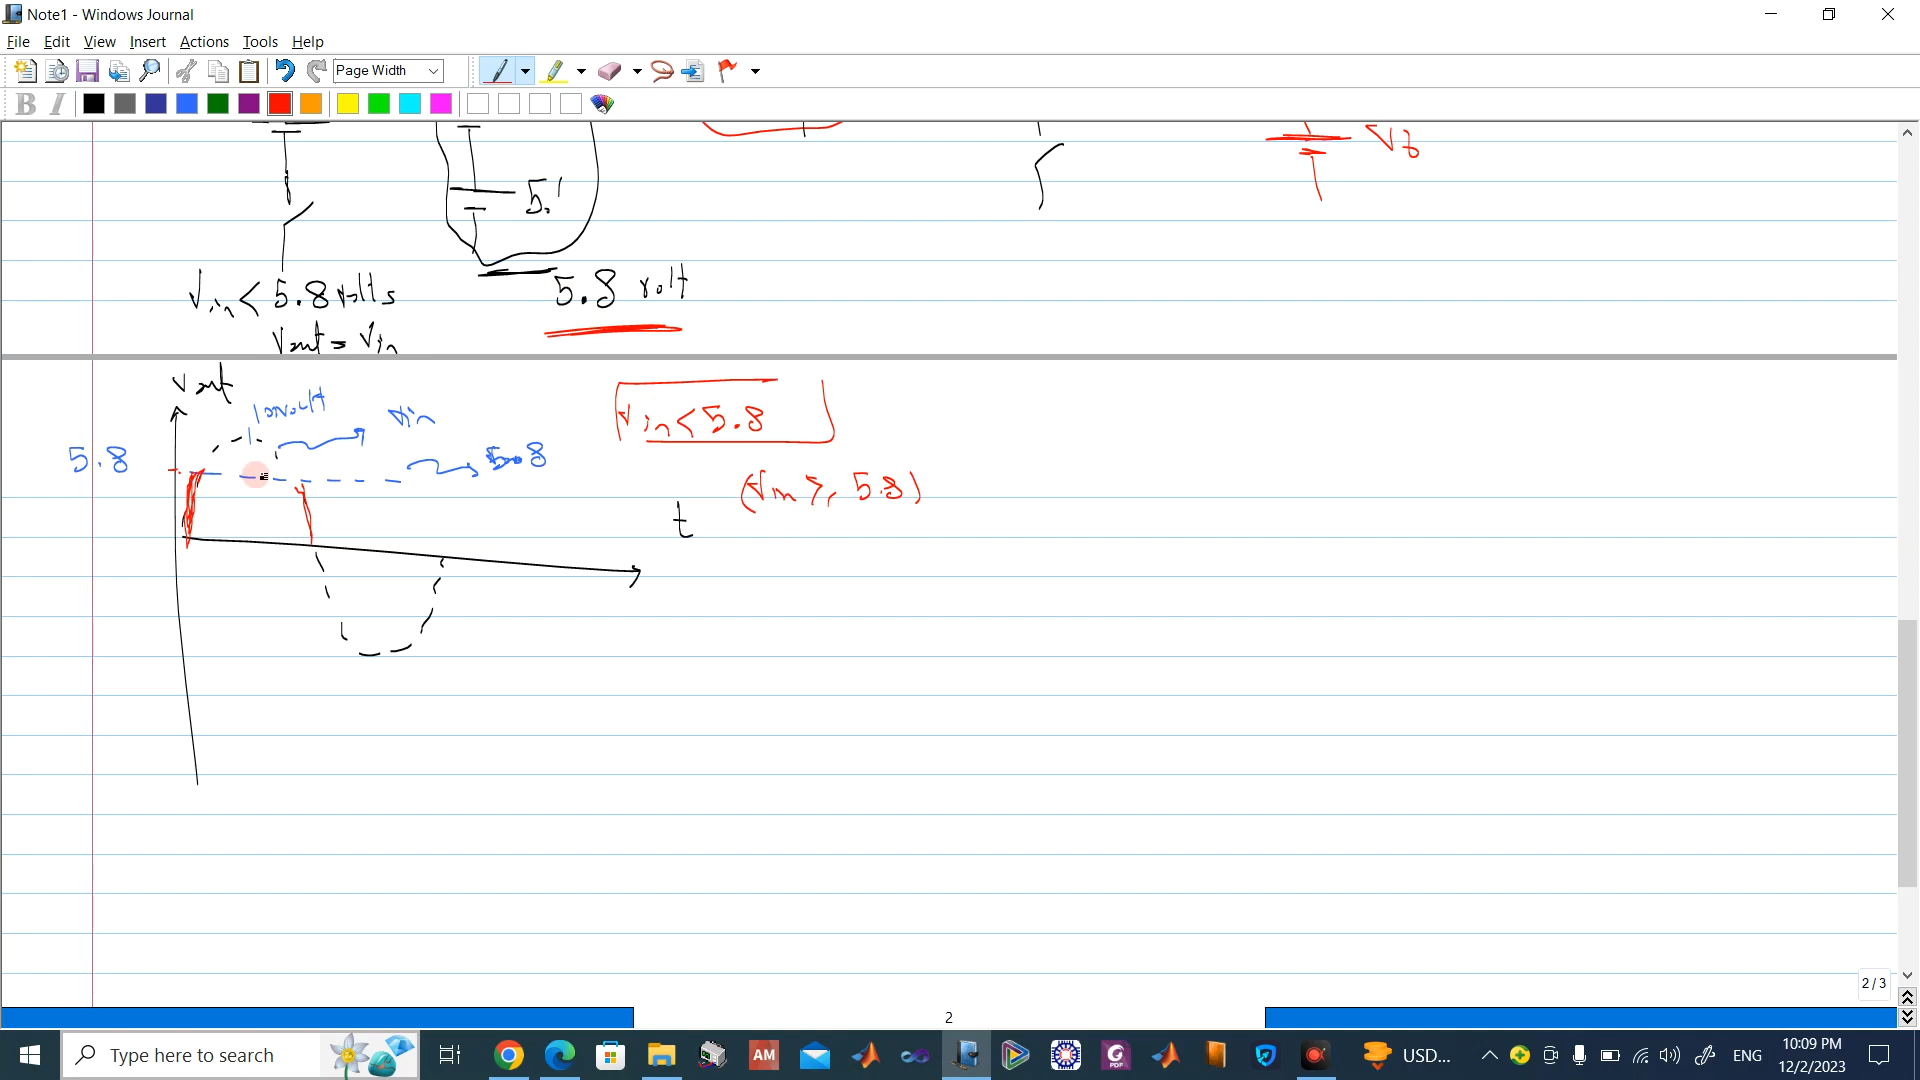 Note1 - Windows Journal
File Edit View Insert Actions Tools Help
Page Width
B I
Vz
5.1
Vin < 5.8 volts
5.8 volt
Vout = Vin
Vout
10 volt
Vin
5.8
5.8
Vin < 5.8
(Vin >, 5.8)
t
2 / 3
2
Type here to search
AM
PDF
USD...
ENG
10:09 PM
12/2/2023